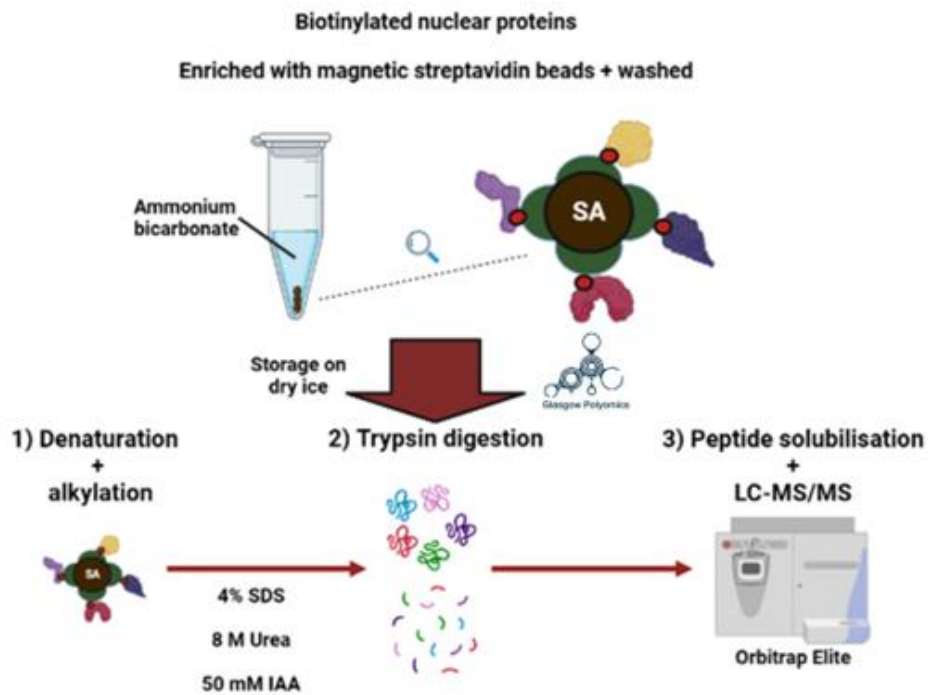 Biotinylated nuclear proteins
Enriched with magnetic streptavidin beads + washed
Ammonium
bicarbonate
SA
Storage on
dry ice
Glasgow Polyomics
1) Denaturation
+
alkylation
2) Trypsin digestion
3) Peptide solubilisation
+
LC-MS/MS
SA
4% SDS
8 M Urea
50 mM IAA
Orbitrap Elite